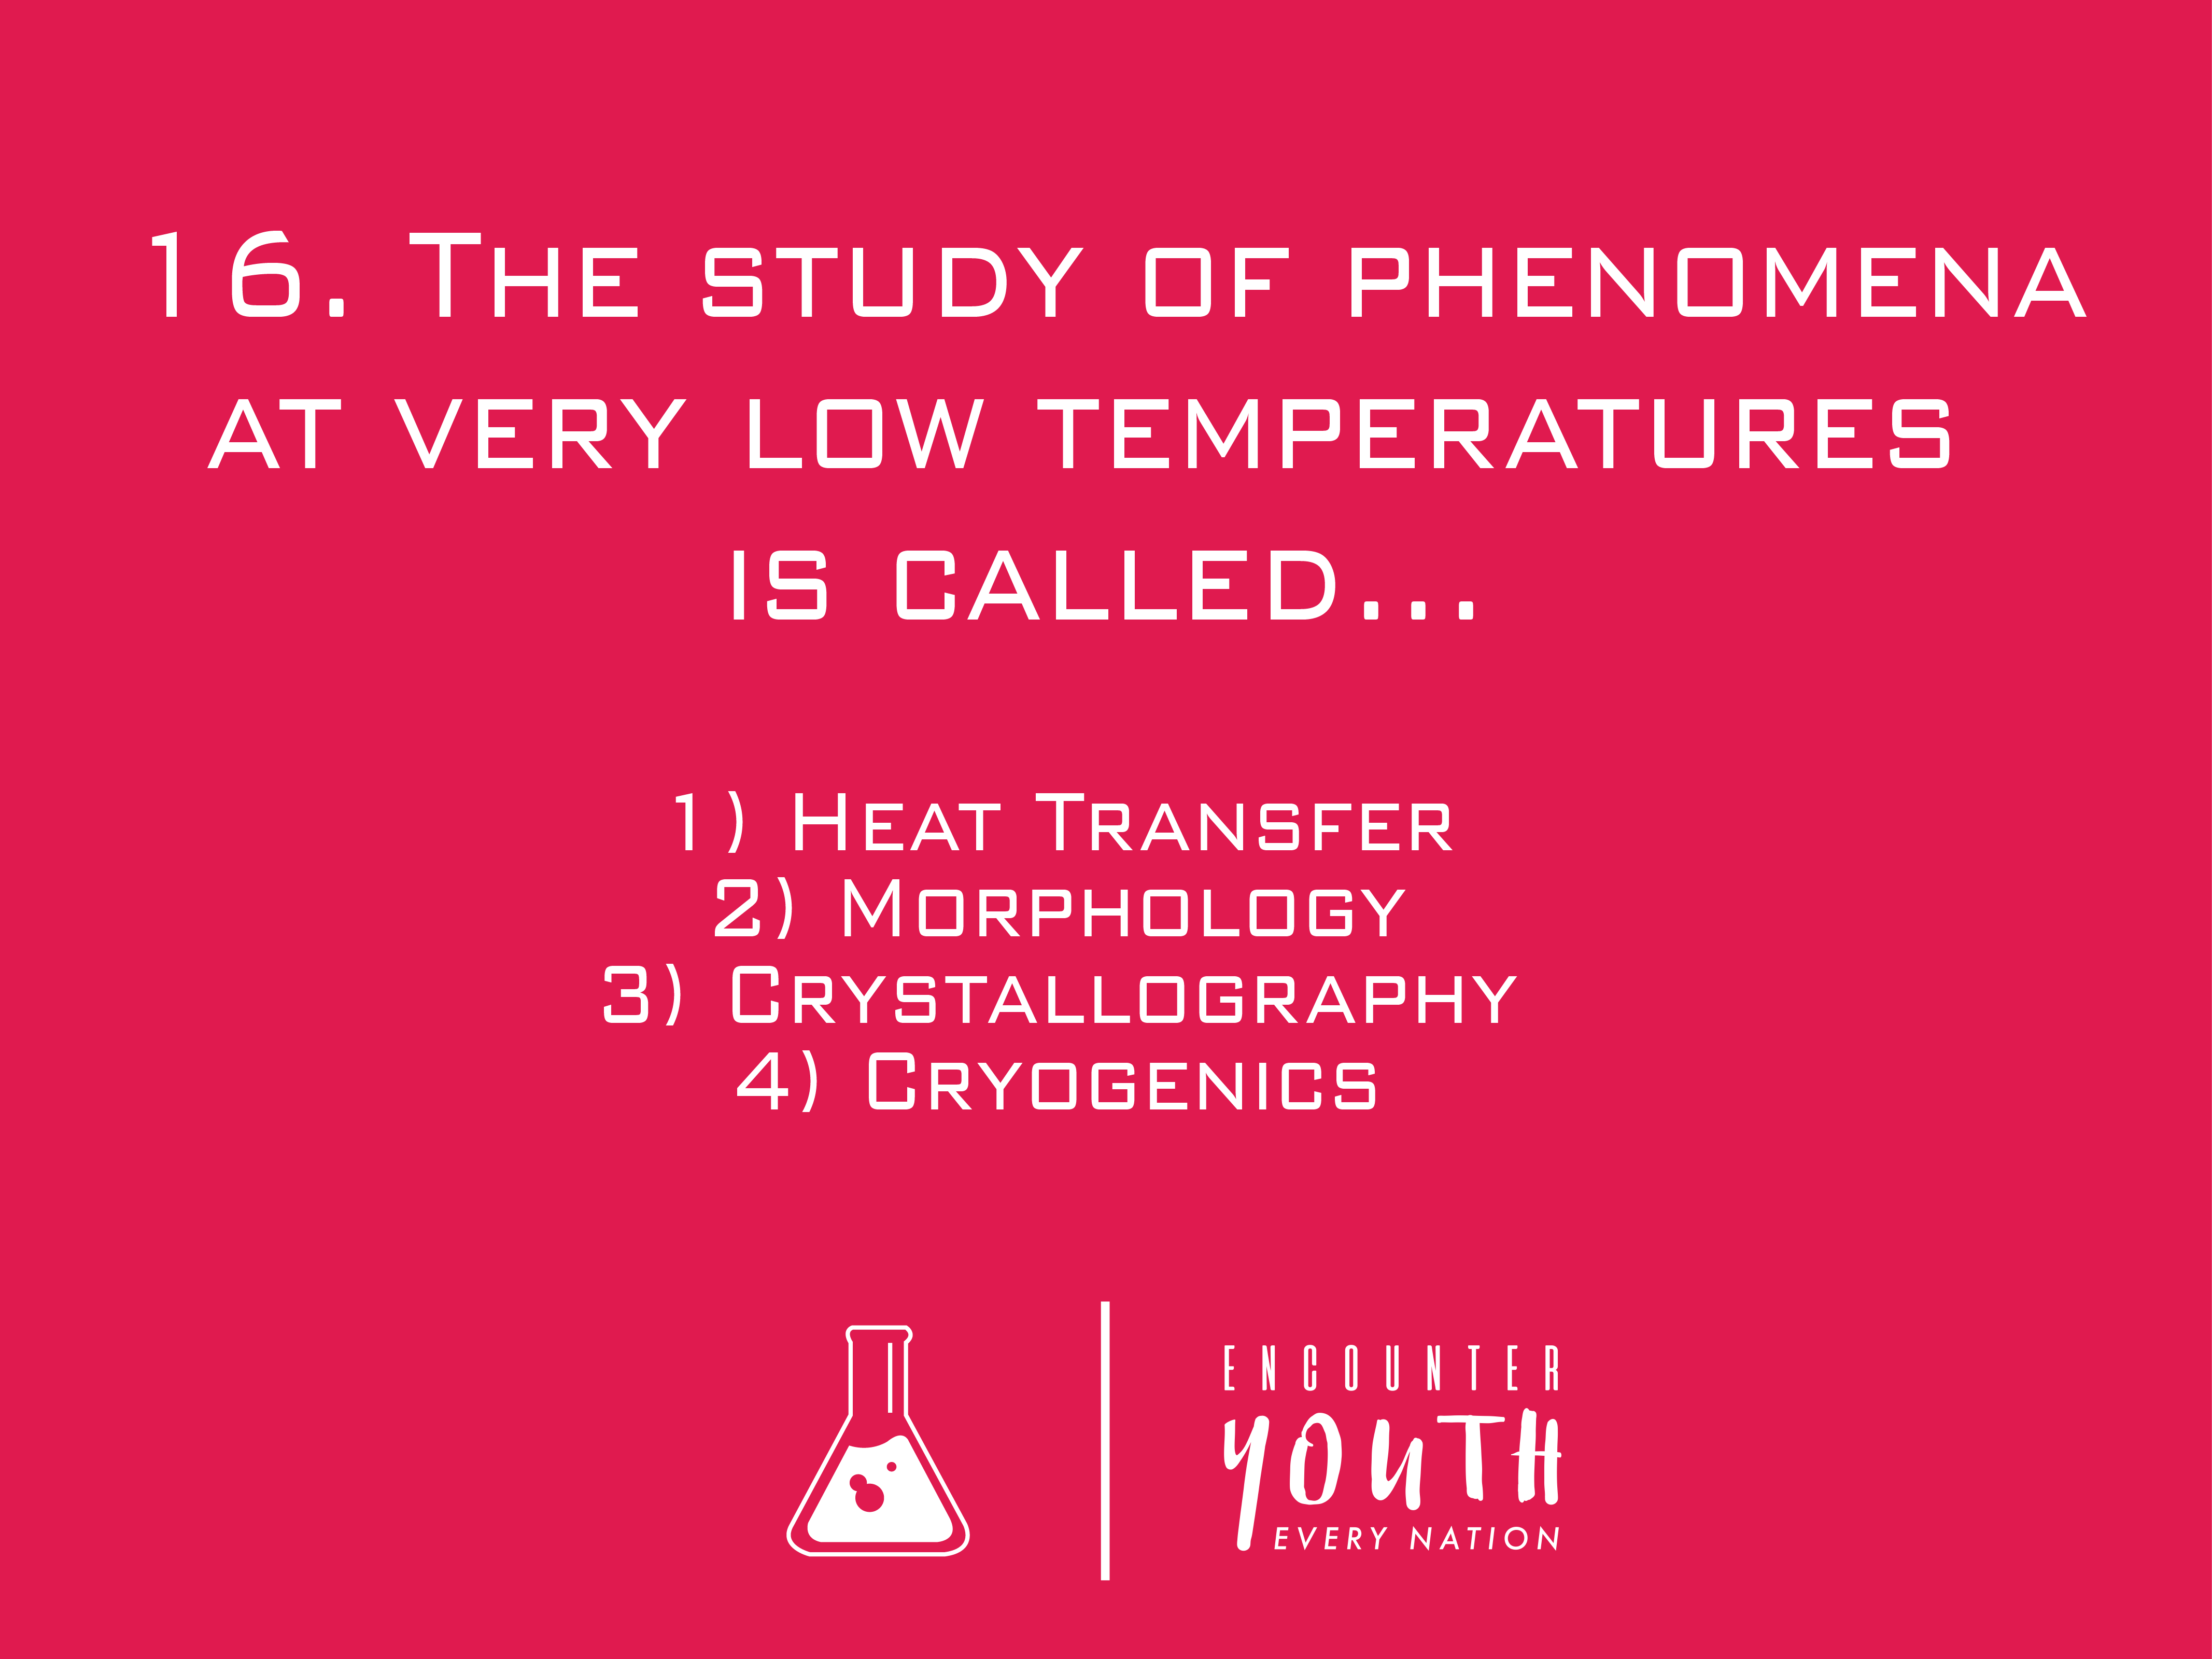 16. The study of phenomena
at very low temperatures
is called...
1) Heat Transfer
2) Morphology
3) Crystallography
4) Cryogenics
ENCOUNTER
YOUTH
EVERY NATION